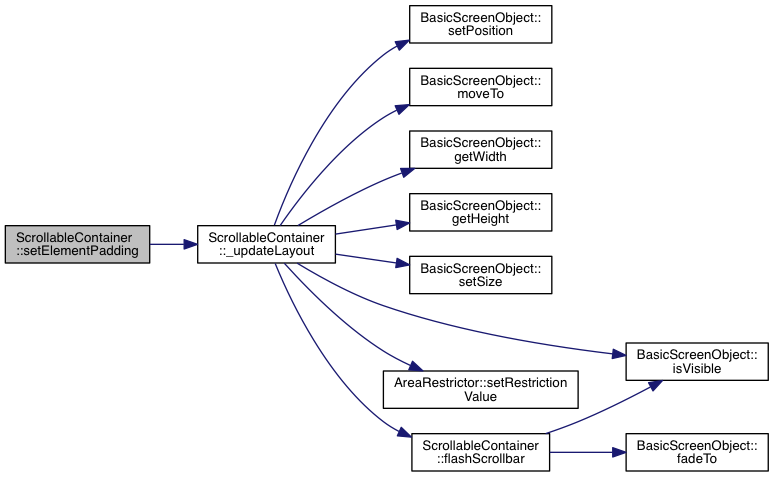 BasicScreenObject::
setPosition
BasicScreenObject::
moveTo
BasicScreenObject::
getWidth
BasicScreenObject::
getHeight
ScrollableContainer
::setElementPadding
ScrollableContainer
::_updateLayout
BasicScreenObject::
setSize
BasicScreenObject::
isVisible
AreaRestrictor::setRestriction
Value
ScrollableContainer
::flashScrollbar
BasicScreenObject::
fadeTo